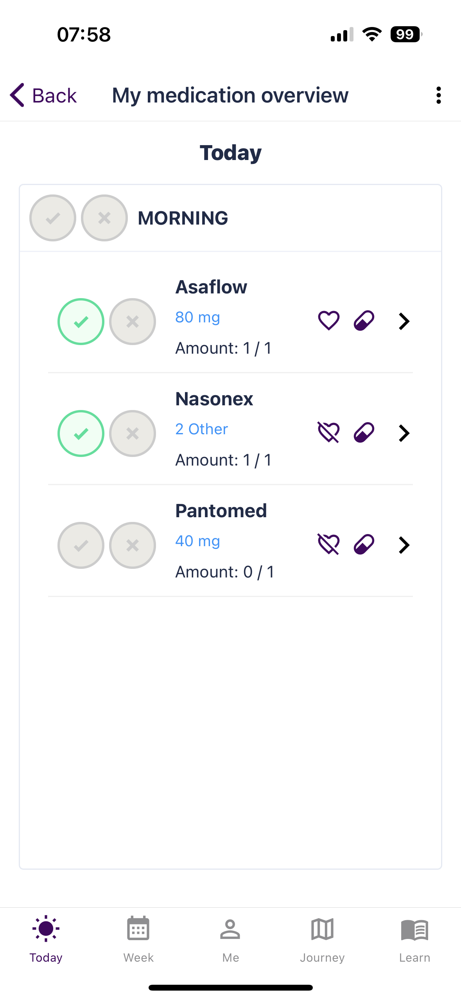 07:58
99
Back
My medication overview
Today
MORNING
Asaflow
80 mg
Amount: 1 / 1
Nasonex
2 Other
Amount: 1 / 1
Pantomed
40 mg
Amount: 0 / 1
Today
Week
Me
Journey
Learn